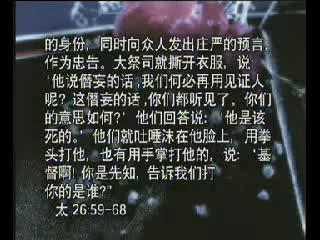 的身份，同时向众人发出庄严的预言，
作为忠告。大祭司就撕开衣服，说：
‘他说僭妄的话，我们何必再用见证人
呢？这僭妄的话，你们都听见了。你们
的意思如何？’他们回答说：‘他是该
死的。’他们就吐唾沫在他脸上，用拳
头打他，也有用手掌打他的，说：‘基
督啊！你是先知，告诉我们打
你的是谁？’
太 26:59-68